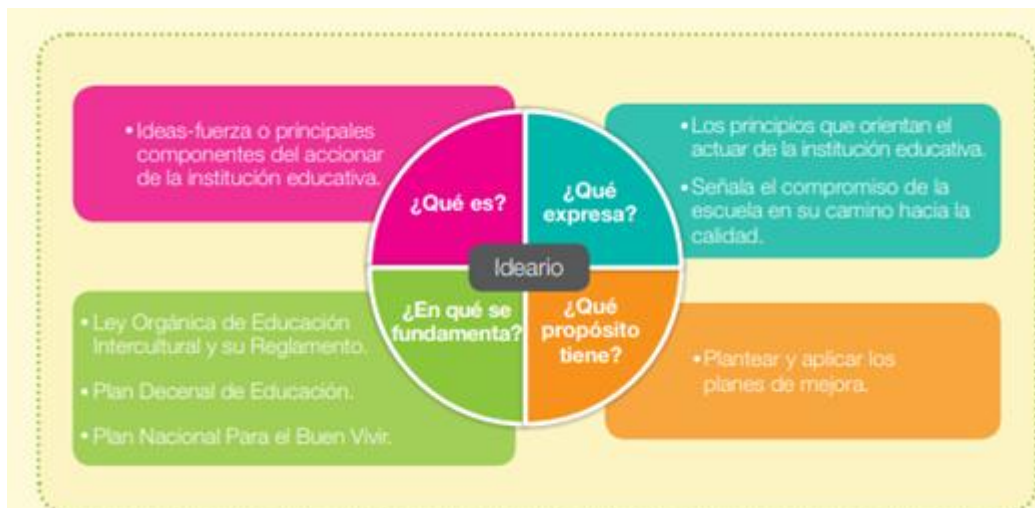 • Ideas-fuerza o principales
componentes del accionar
de la institución educativa.
¿Qué es?
¿Qué
expresa?
• Los principios que orientan el
actuar de la institución educativa.
• Señala el compromiso de la
escuela en su camino hacia la
calidad.
Ideario
¿En qué se
fundamenta?
• Ley Orgánica de Educación
Intercultural y su Reglamento.
• Plan Decenal de Educación.
• Plan Nacional Para el Buen Vivir.
¿Qué
propósito
tiene?
• Plantear y aplicar los
planes de mejora.